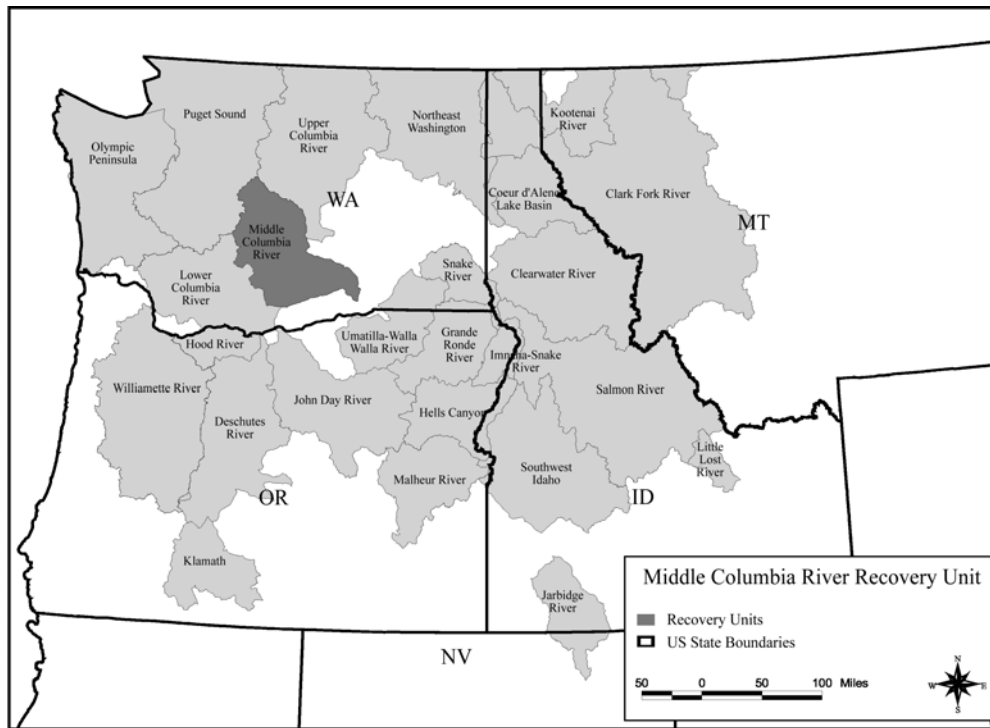 Puget Sound
Upper
Columbia
River
Northeast
Washington
Kootenai
River
Olympic
Peninsula
WA
Coeur d'Alene
Lake Basin
Clark Fork River
MT
Middle
Columbia
River
Lower
Columbia
River
Snake
River
Clearwater River
Hood River
Umatilla-Walla
Walla River
Grande
Ronde
River
Imnaha-Snake
River
Williamette River
Deschutes
River
John Day River
Hells Canyon
Salmon River
Little
Lost
River
Malheur River
Southwest
Idaho
OR
ID
Klamath
Jarbidge
River
NV
Middle Columbia River Recovery Unit
Recovery Units
US State Boundaries
50 0 50 100 Miles
N
W E
S